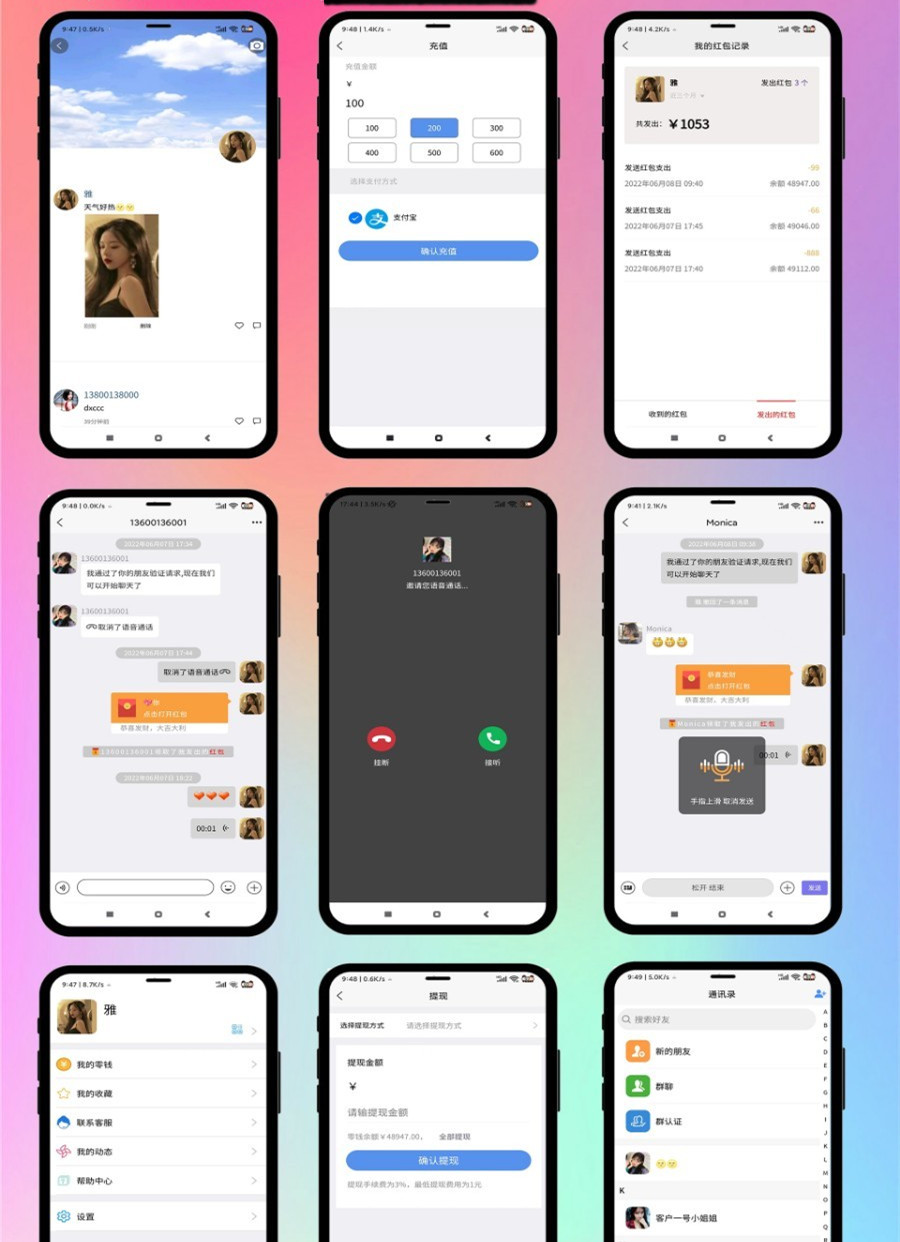 9:47 | 0.5K/s
雅
天气好热
刚刚
删除
13800138000
dxccc
39分钟前
9:48 | 1.4K/s
充值
充值金额
¥
100
100
200
300
400
500
600
选择支付方式
支付宝
确认充值
9:48 | 4.2K/s
我的红包记录
雅
发出红包 3 个
近三个月
共发出: ¥1053
发送红包支出
-99
2022年06月08日 09:40
余额 48947.00
发送红包支出
-66
2022年06月07日 17:45
余额 49046.00
发送红包支出
-888
2022年06月07日 17:40
余额 49112.00
收到的红包
发出的红包
9:48 | 0.0K/s
13600136001
2022年06月07日 17:34
13600136001
我通过了你的朋友验证请求,现在我们
可以开始聊天了
13600136001
取消了语音通话
2022年06月07日 17:44
取消了语音通话
点击打开红包
恭喜发财，大吉大利
13600136001领取了我发出的红包
2022年06月07日 19:23
00:01
17:44 | 3.5K/s
13600136001
邀请您语音通话...
挂断
接听
9:41 | 2.1K/s
Monica
2022年06月08日 09:38
我通过了你的朋友验证请求,现在我们
可以开始聊天了
我 撤回了一条消息
Monica
恭喜发财
点击打开红包
恭喜发财，大吉大利
Monica领取了我发出的红包
00:01
手指上滑 取消发送
松开 结束
发送
9:47 | 8.7K/s
雅
我的零钱
我的收藏
联系客服
我的动态
帮助中心
设置
9:48 | 0.6K/s
提现
选择提现方式
请选择提现方式
提现金额
¥
请输提现金额
零钱余额￥48947.00，
全部提现
确认提现
提现手续费为3%，最低提现费用为1元
9:49 | 5.0K/s
通讯录
搜索好友
新的朋友
群聊
群认证
K
客户一号小姐姐
A
B
C
D
E
F
G
H
I
J
K
L
M
N
O
P
Q
R